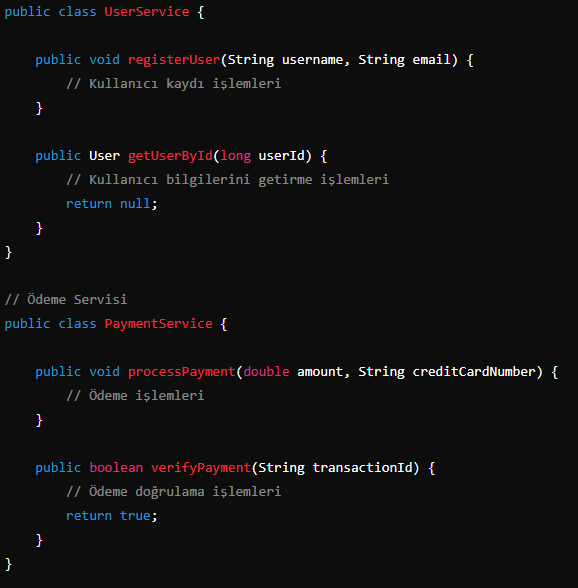 public class UserService {
public void registerUser(String username, String email) {
// Kullanıcı kaydı işlemleri
}
public User getUserById(long userId) {
// Kullanıcı bilgilerini getirme işlemleri
return null;
}
}
// Ödeme Servisi
public class PaymentService {
public void processPayment(double amount, String creditCardNumber) {
// Ödeme işlemleri
}
public boolean verifyPayment(String transactionId) {
// Ödeme doğrulama işlemleri
return true;
}
}